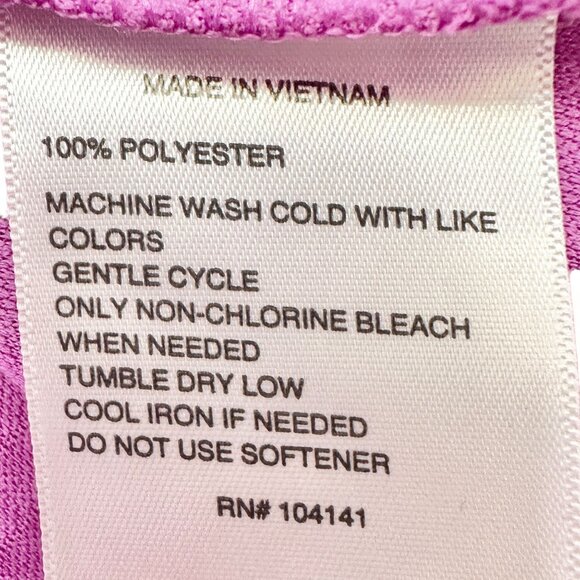 MADE IN VIETNAM
100% POLYESTER
MACHINE WASH COLD WITH LIKE
COLORS
GENTLE CYCLE
ONLY NON-CHLORINE BLEACH
WHEN NEEDED
TUMBLE DRY LOW
COOL IRON IF NEEDED
DO NOT USE SOFTENER
RN# 104141